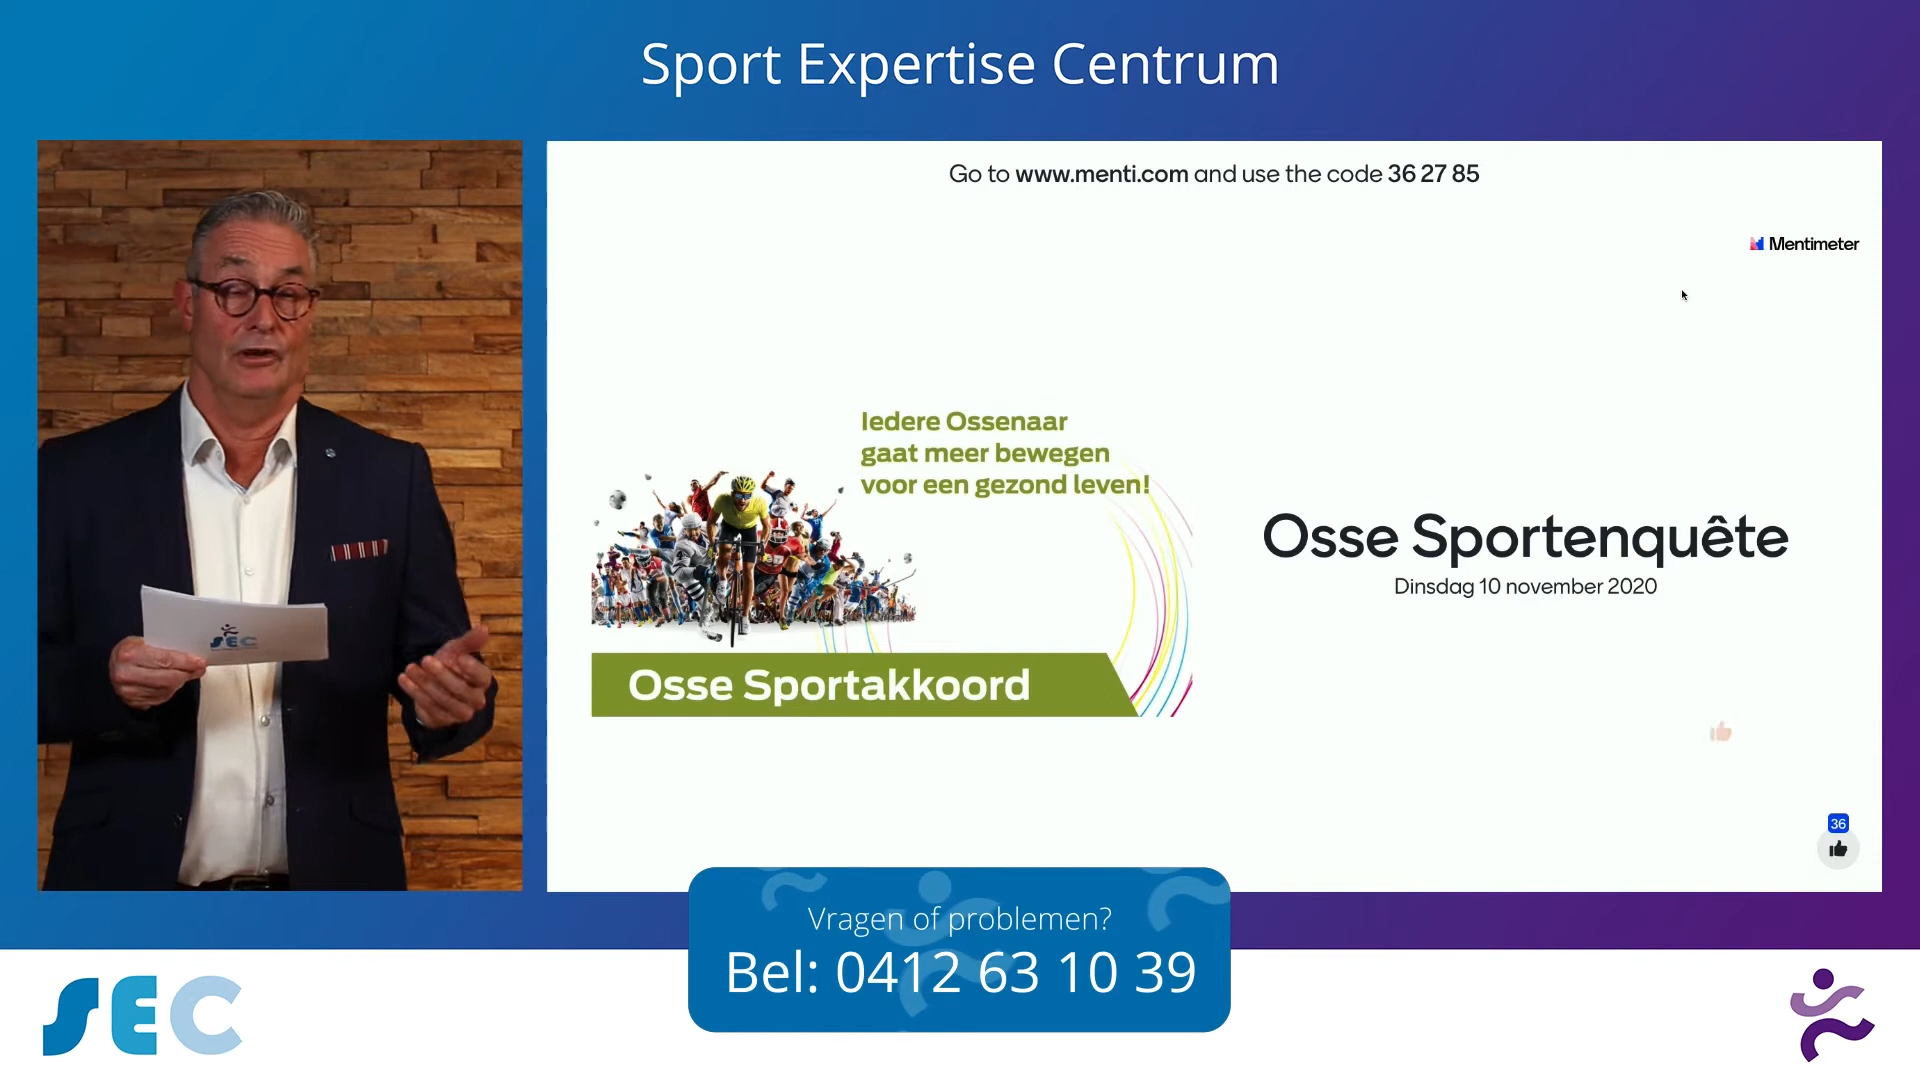 Sport Expertise Centrum
Go to www.menti.com and use the code 36 27 85
Mentimeter
Iedere Ossenaar
gaat meer bewegen
voor een gezond leven!
Osse Sportakkoord
Osse Sportenquête
Dinsdag 10 november 2020
SEC
36
Vragen of problemen?
Bel: 0412 63 10 39
SEC